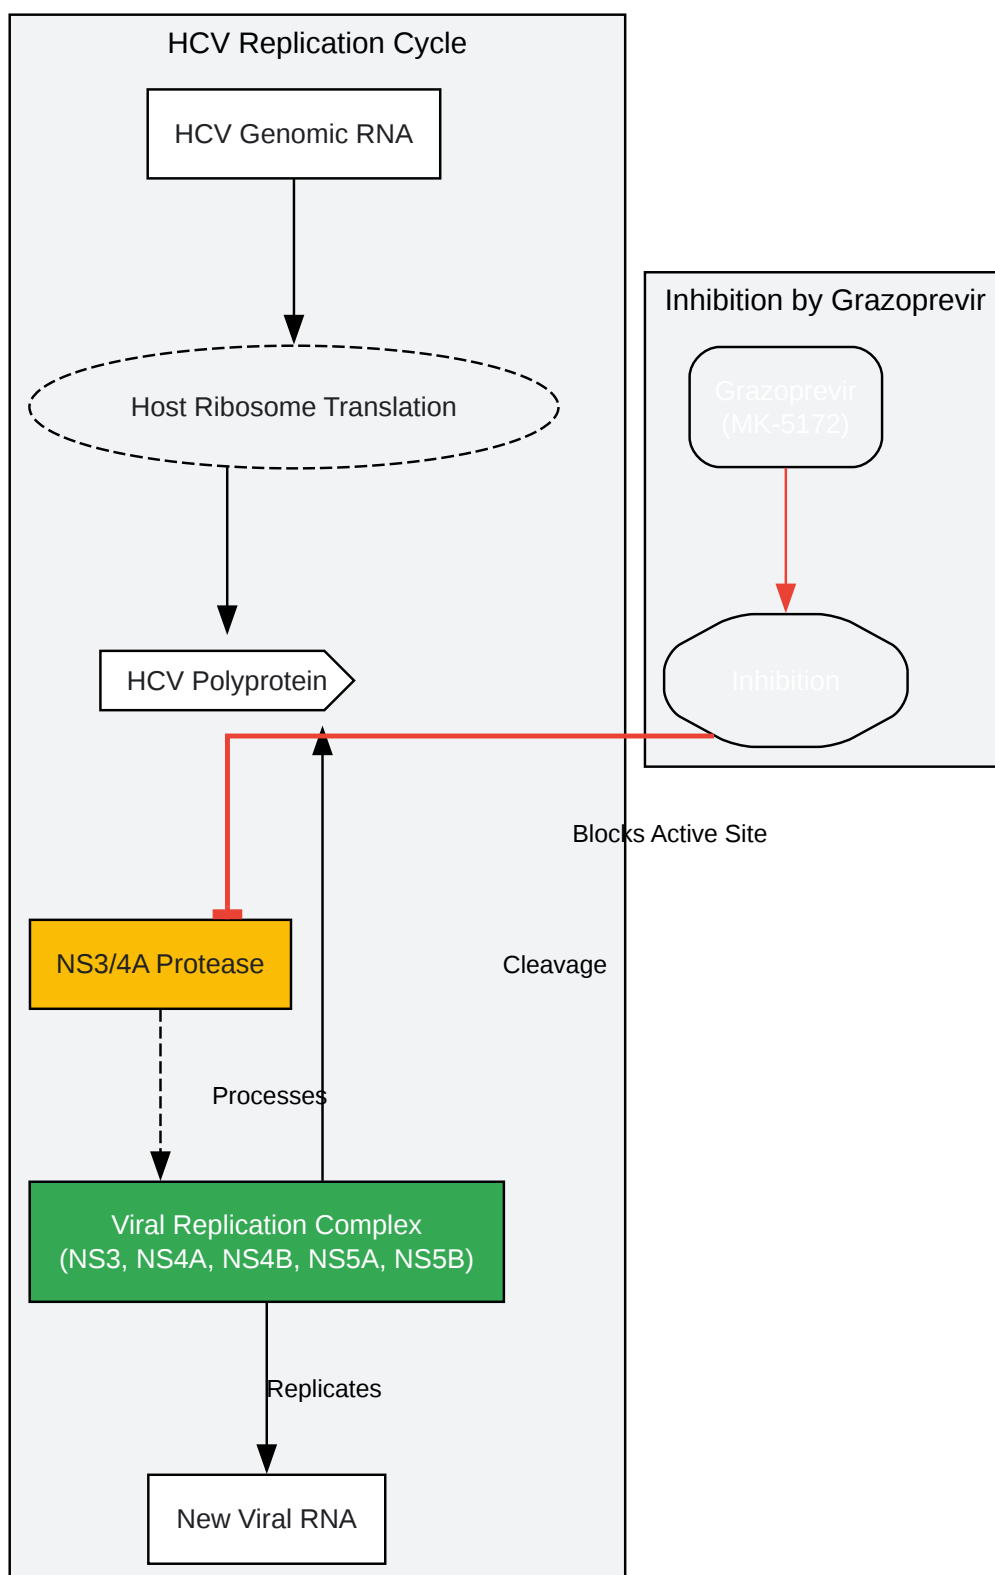 HCV Replication Cycle
HCV Genomic RNA
Host Ribosome Translation
HCV Polyprotein
Inhibition by Grazoprevir
Grazoprevir
(MK-5172)
Inhibition
Blocks Active Site
NS3/4A Protease
Cleavage
Processes
Viral Replication Complex
(NS3, NS4A, NS4B, NS5A, NS5B)
Replicates
New Viral RNA